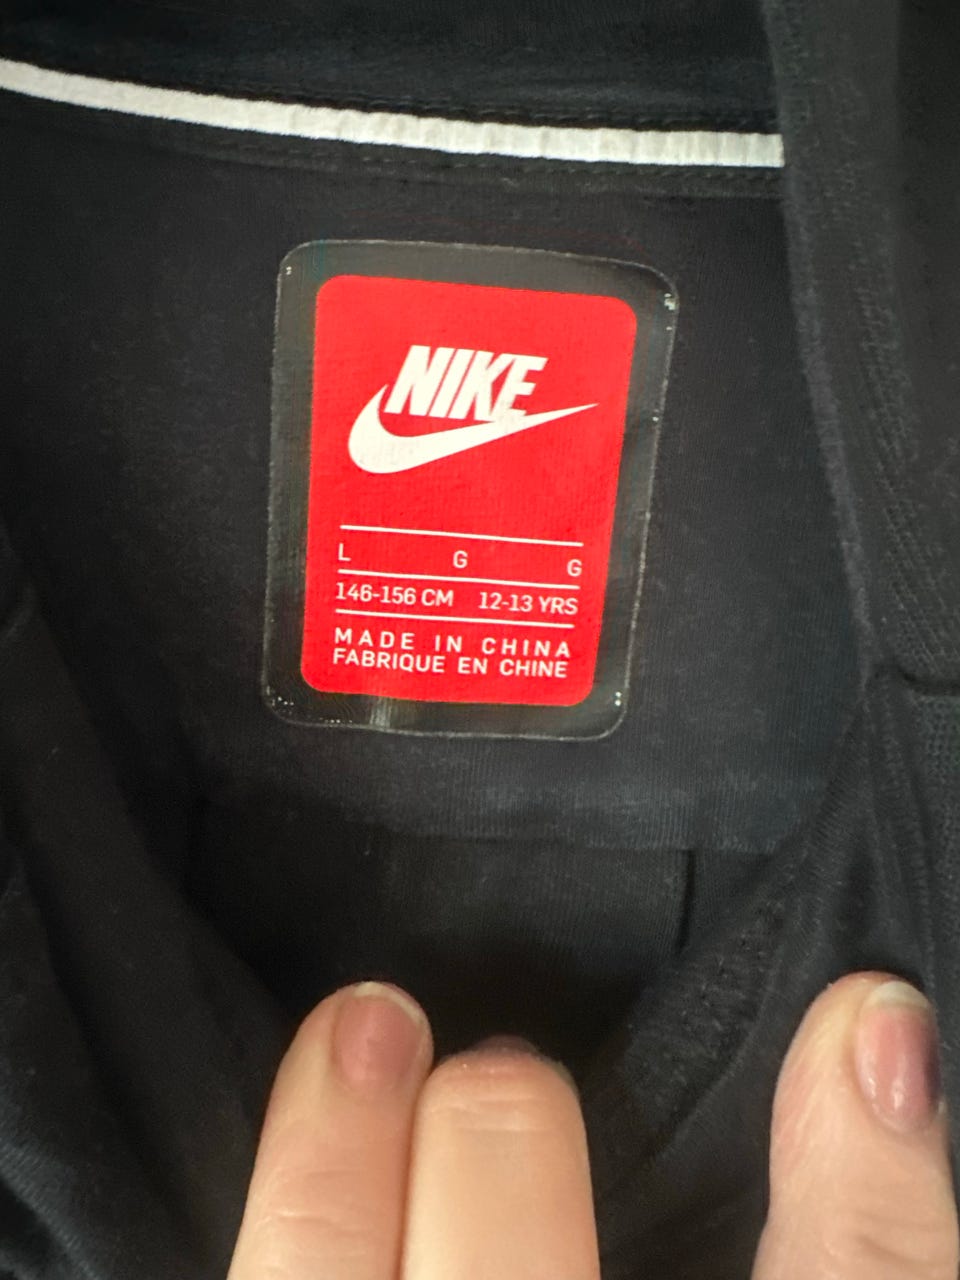 NIKE
L G G
146-156 CM 12-13 YRS
MADE IN CHINA
FABRIQUE EN CHINE